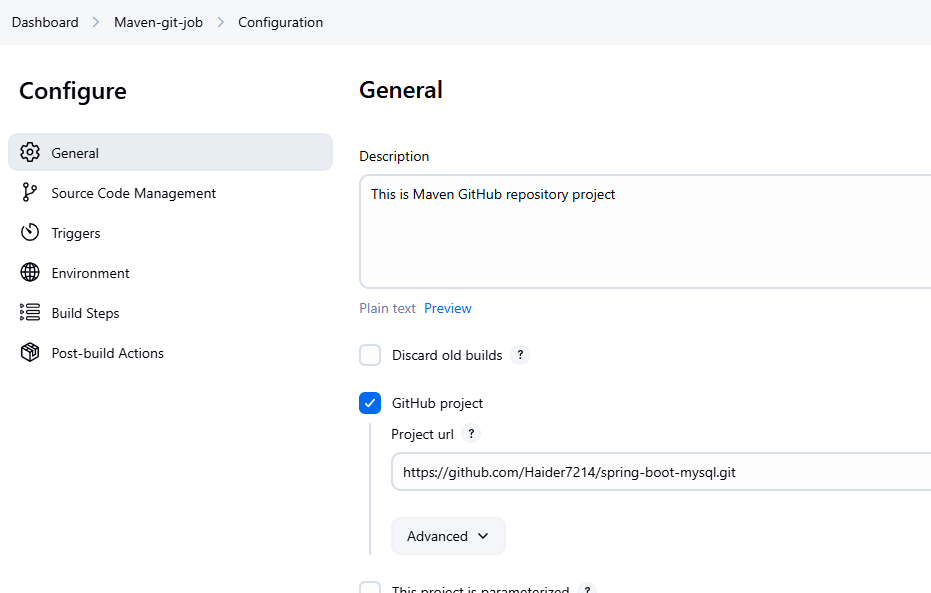 Dashboard > Maven-git-job > Configuration
Configure
General
Source Code Management
Triggers
Environment
Build Steps
Post-build Actions
General
Description
This is Maven GitHub repository project
Plain text Preview
Discard old builds ?
GitHub project
Project url ?
https://github.com/Haider7214/spring-boot-mysql.git
Advanced
This project is parameterized ?